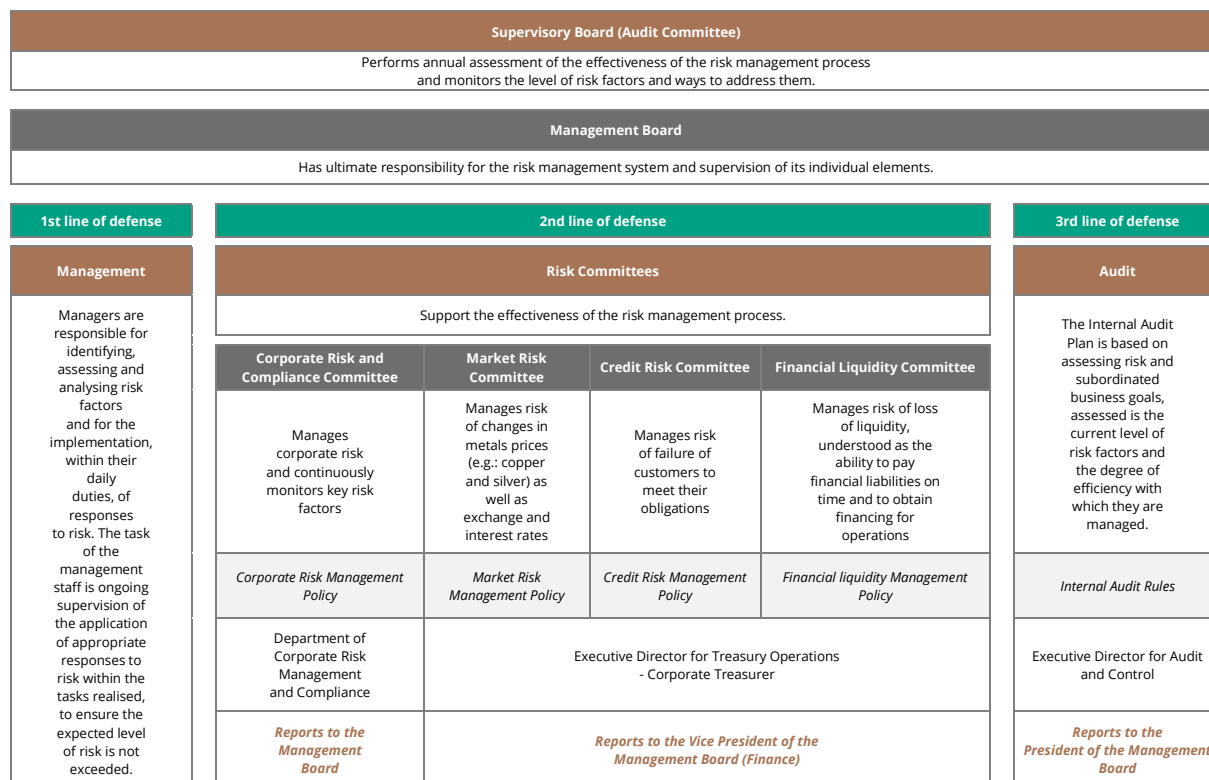 Supervisory Board (Audit Committee)
Performs annual assessment of the effectiveness of the risk management process
and monitors the level of risk factors and ways to address them.
Management Board
Has ultimate responsibility for the risk management system and supervision of its individual elements.
1st line of defense
2nd line of defense
3rd line of defense
Management
Managers are
responsible for
identifying,
assessing and
analysing risk
factors
and for the
implementation,
within their
daily
duties, of
responses
to risk. The task
of the
management
staff is ongoing
supervision of
the application
of appropriate
responses to
risk within the
tasks realised,
to ensure the
expected level
of risk is not
exceeded.
Risk Committees
Support the effectiveness of the risk management process.
Corporate Risk and
Compliance Committee
Market Risk
Committee
Credit Risk Committee
Financial Liquidity Committee
Manages
corporate risk
and continuously
monitors key risk
factors
Manages risk
of changes in
metals prices
(e.g.: copper
and silver) as
well as
exchange and
interest rates
Manages risk
of failure of
customers to
meet their
obligations
Manages risk of loss
of liquidity,
understood as the
ability to pay
financial liabilities on
time and to obtain
financing for
operations
Corporate Risk Management
Policy
Market Risk
Management Policy
Credit Risk Management
Policy
Financial liquidity Management
Policy
Department of
Corporate Risk
Management
and Compliance
Executive Director for Treasury Operations
- Corporate Treasurer
Reports to the
Management
Board
Reports to the Vice President of the
Management Board (Finance)
Audit
The Internal Audit
Plan is based on
assessing risk and
subordinated
business goals,
assessed is the
current level of
risk factors and
the degree of
efficiency with
which they are
managed.
Internal Audit Rules
Executive Director for Audit
and Control
Reports to the
President of the Management
Board